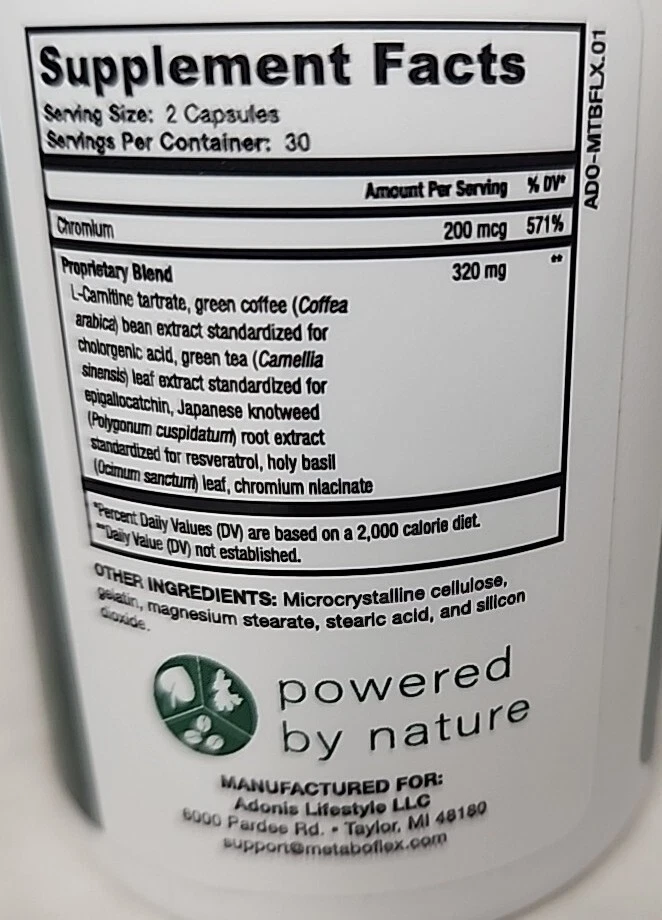 Supplement Facts
Serving Size: 2 Capsules
Servings Per Container: 30
Amount Per Serving % DV*
Chromium 200 mcg 571%
Proprietary Blend 320 mg **
L-Carnitine tartrate, green coffee (Coffea
arabica) bean extract standardized for
cholorgenic acid, green tea (Camellia
sinensis) leaf extract standardized for
epigallocatchin, Japanese knotweed
(Polygonum cuspidatum) root extract
standardized for resveratrol, holy basil
(Ocimum sanctum) leaf, chromium niacinate
*Percent Daily Values (DV) are based on a 2,000 calorie diet.
**Daily Value (DV) not established.
OTHER INGREDIENTS: Microcrystalline cellulose,
gelatin, magnesium stearate, stearic acid, and silicon
dioxide.
powered
by nature
MANUFACTURED FOR:
Adonis Lifestyle LLC
6000 Pardee Rd. • Taylor, MI 48180
support@metaboflex.com
ADO-MTBFLX.01